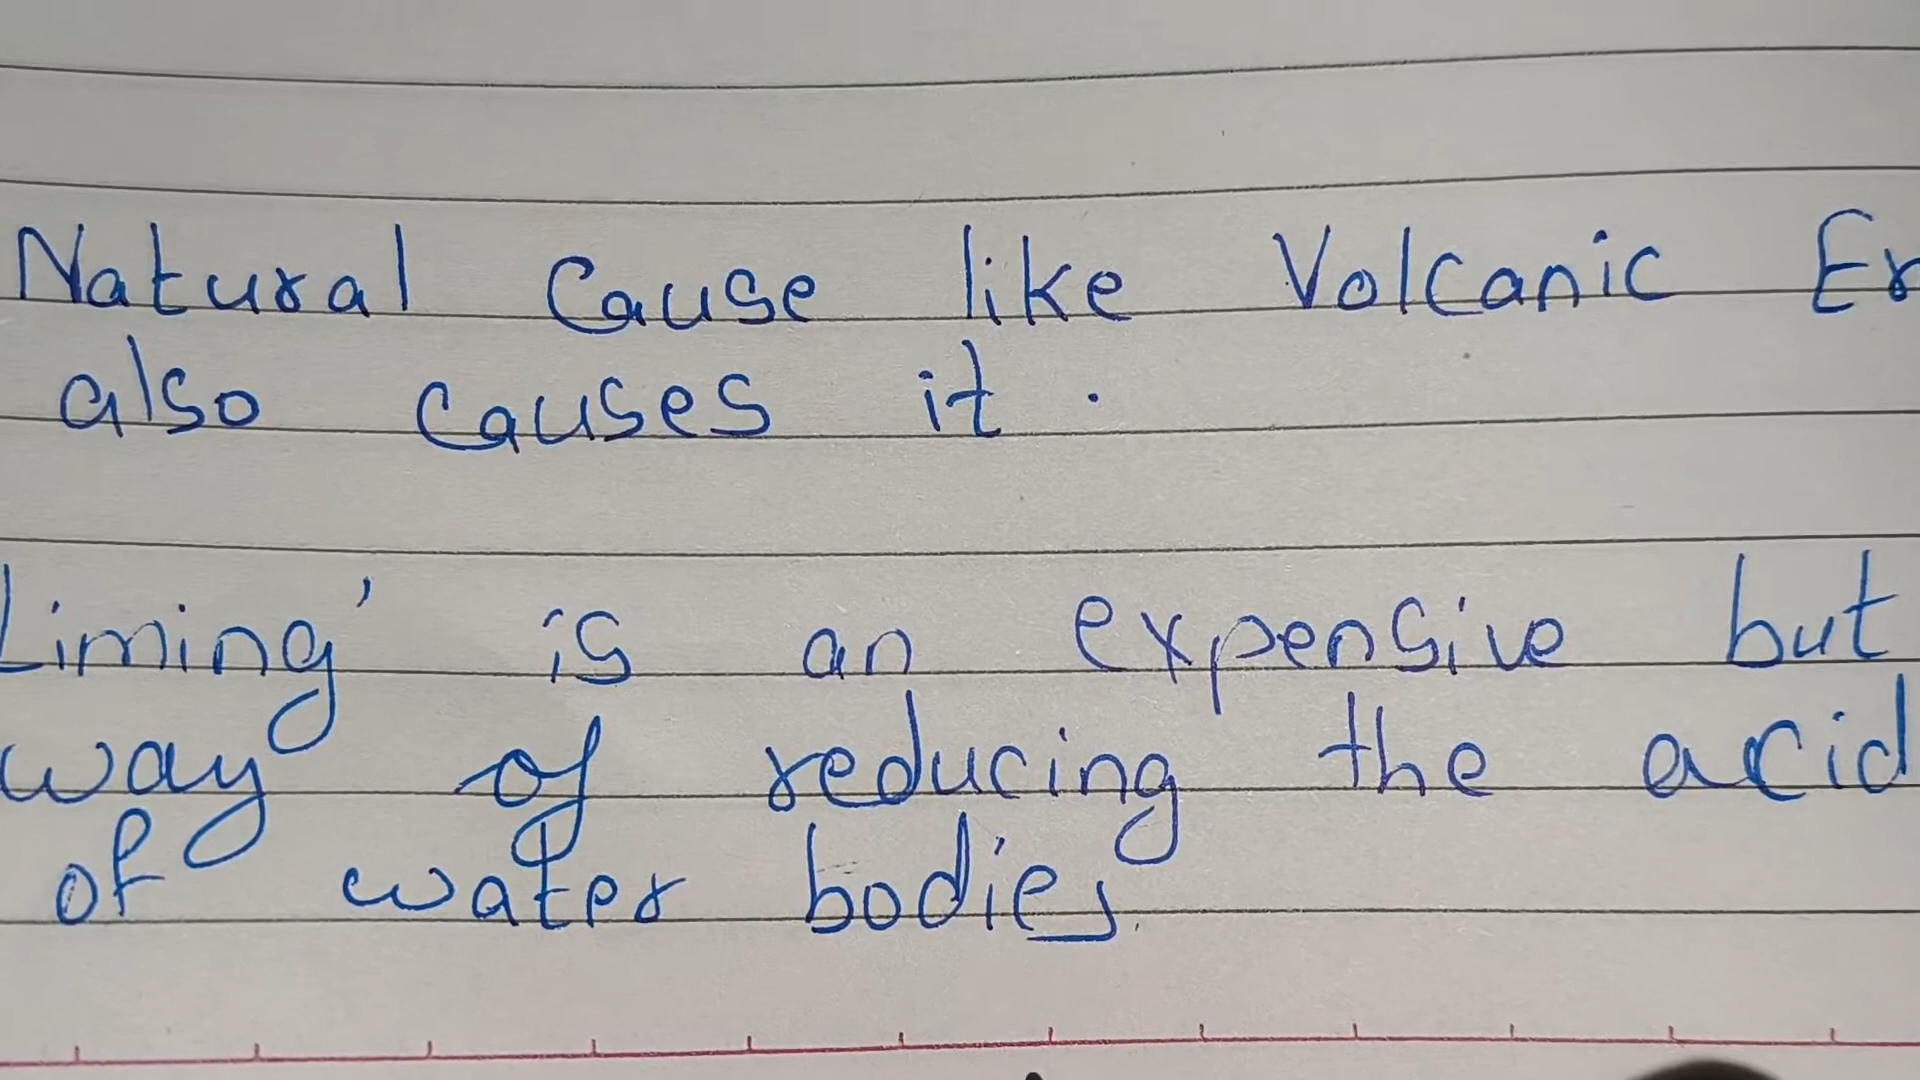 Natural Cause like Volcanic Er
also causes it .
Liming' is an expensive but
way of reducing the acid
of water bodies.